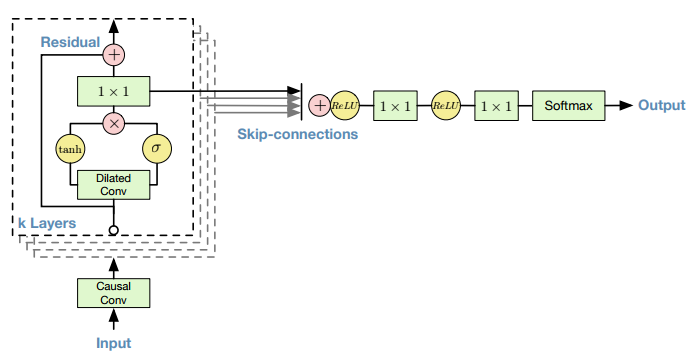 Residual
+
1 × 1
×
tanh
σ
Dilated
Conv
k Layers
Causal
Conv
Input
Skip-connections
+
ReLU
1 × 1
ReLU
1 × 1
Softmax
Output